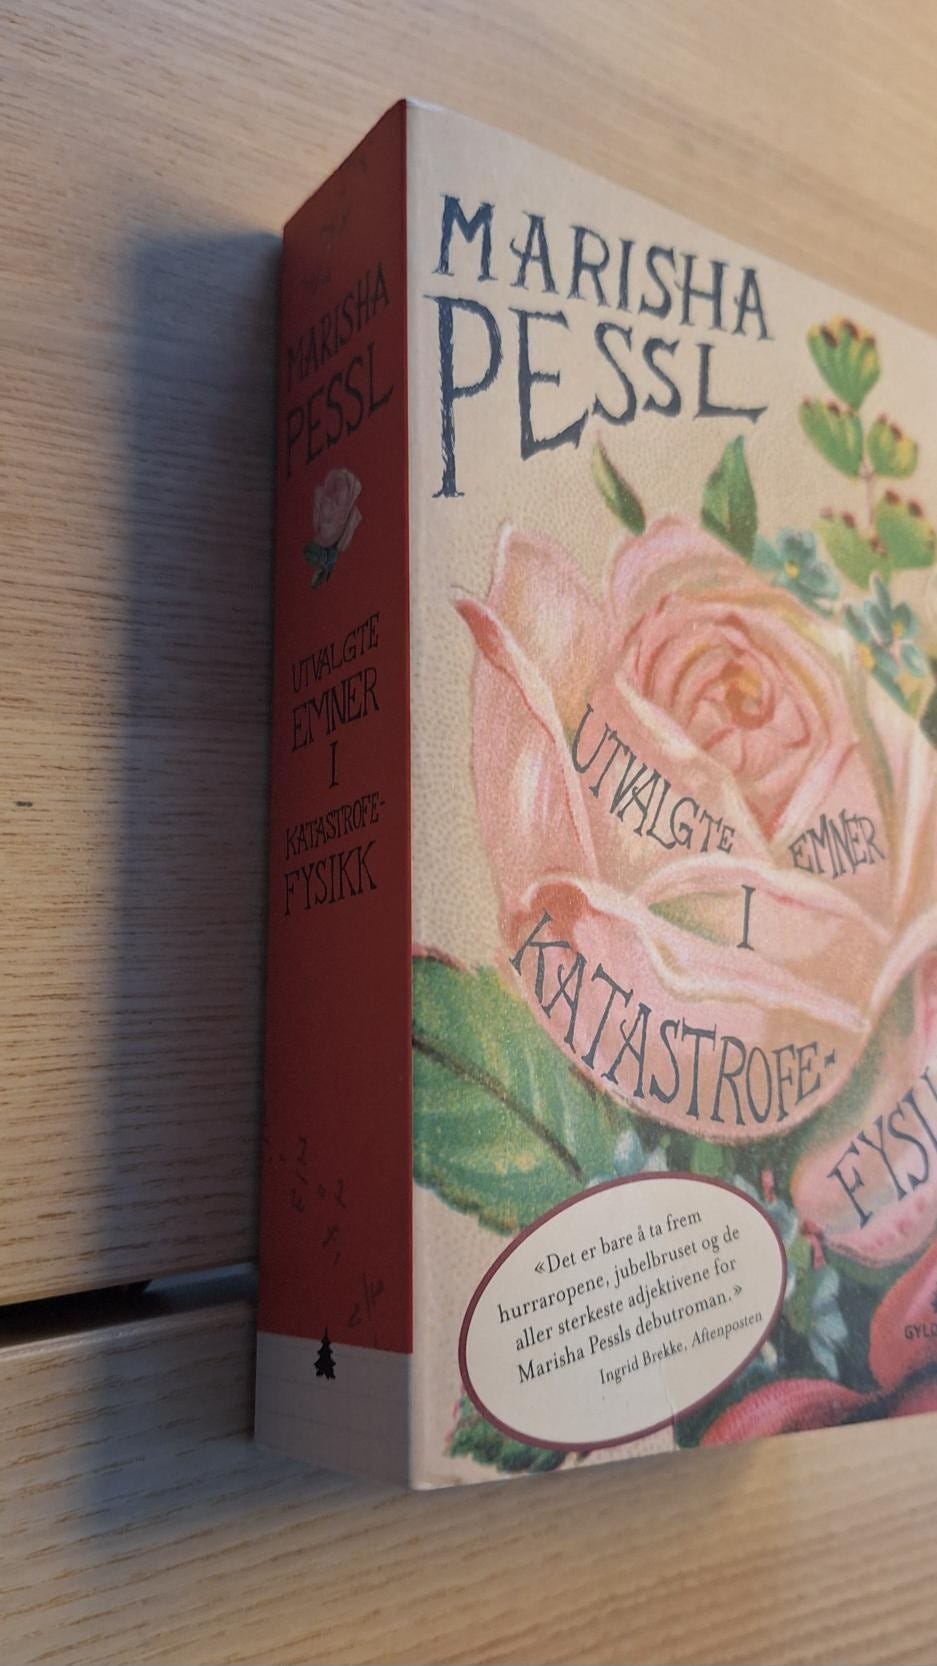 MARISHA
PESSL
UTVALGTE
EMNER
I
KATASTROFE-
FYSIKK
MARISHA
PESSL
UTVALGTE EMNER
I
KATASTROFE-
«Det er bare å ta frem
hurraropene, jubelbruset og de
aller sterkeste adjektivene for
Marisha Pessls debutroman.»
Ingrid Brekke, Aftenposten